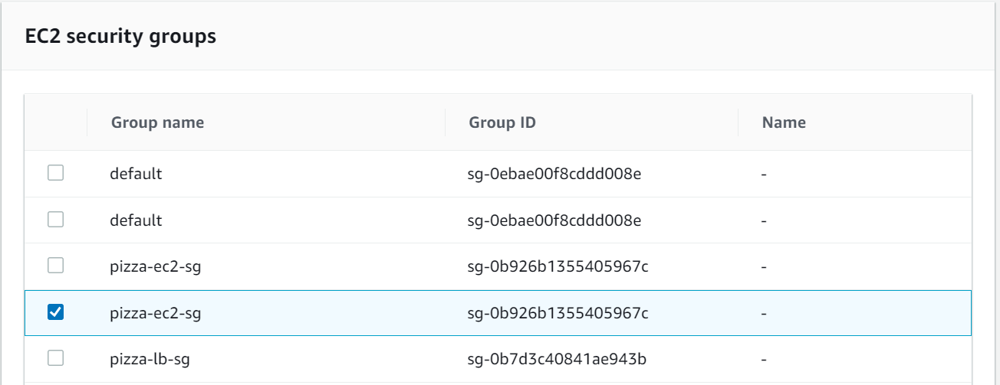 EC2 security groups
Group name Group ID Name
default sg-0ebae00f8cddd008e -
default sg-0ebae00f8cddd008e -
pizza-ec2-sg sg-0b926b1355405967c -
pizza-ec2-sg sg-0b926b1355405967c -
pizza-lb-sg sg-0b7d3c40841ae943b -